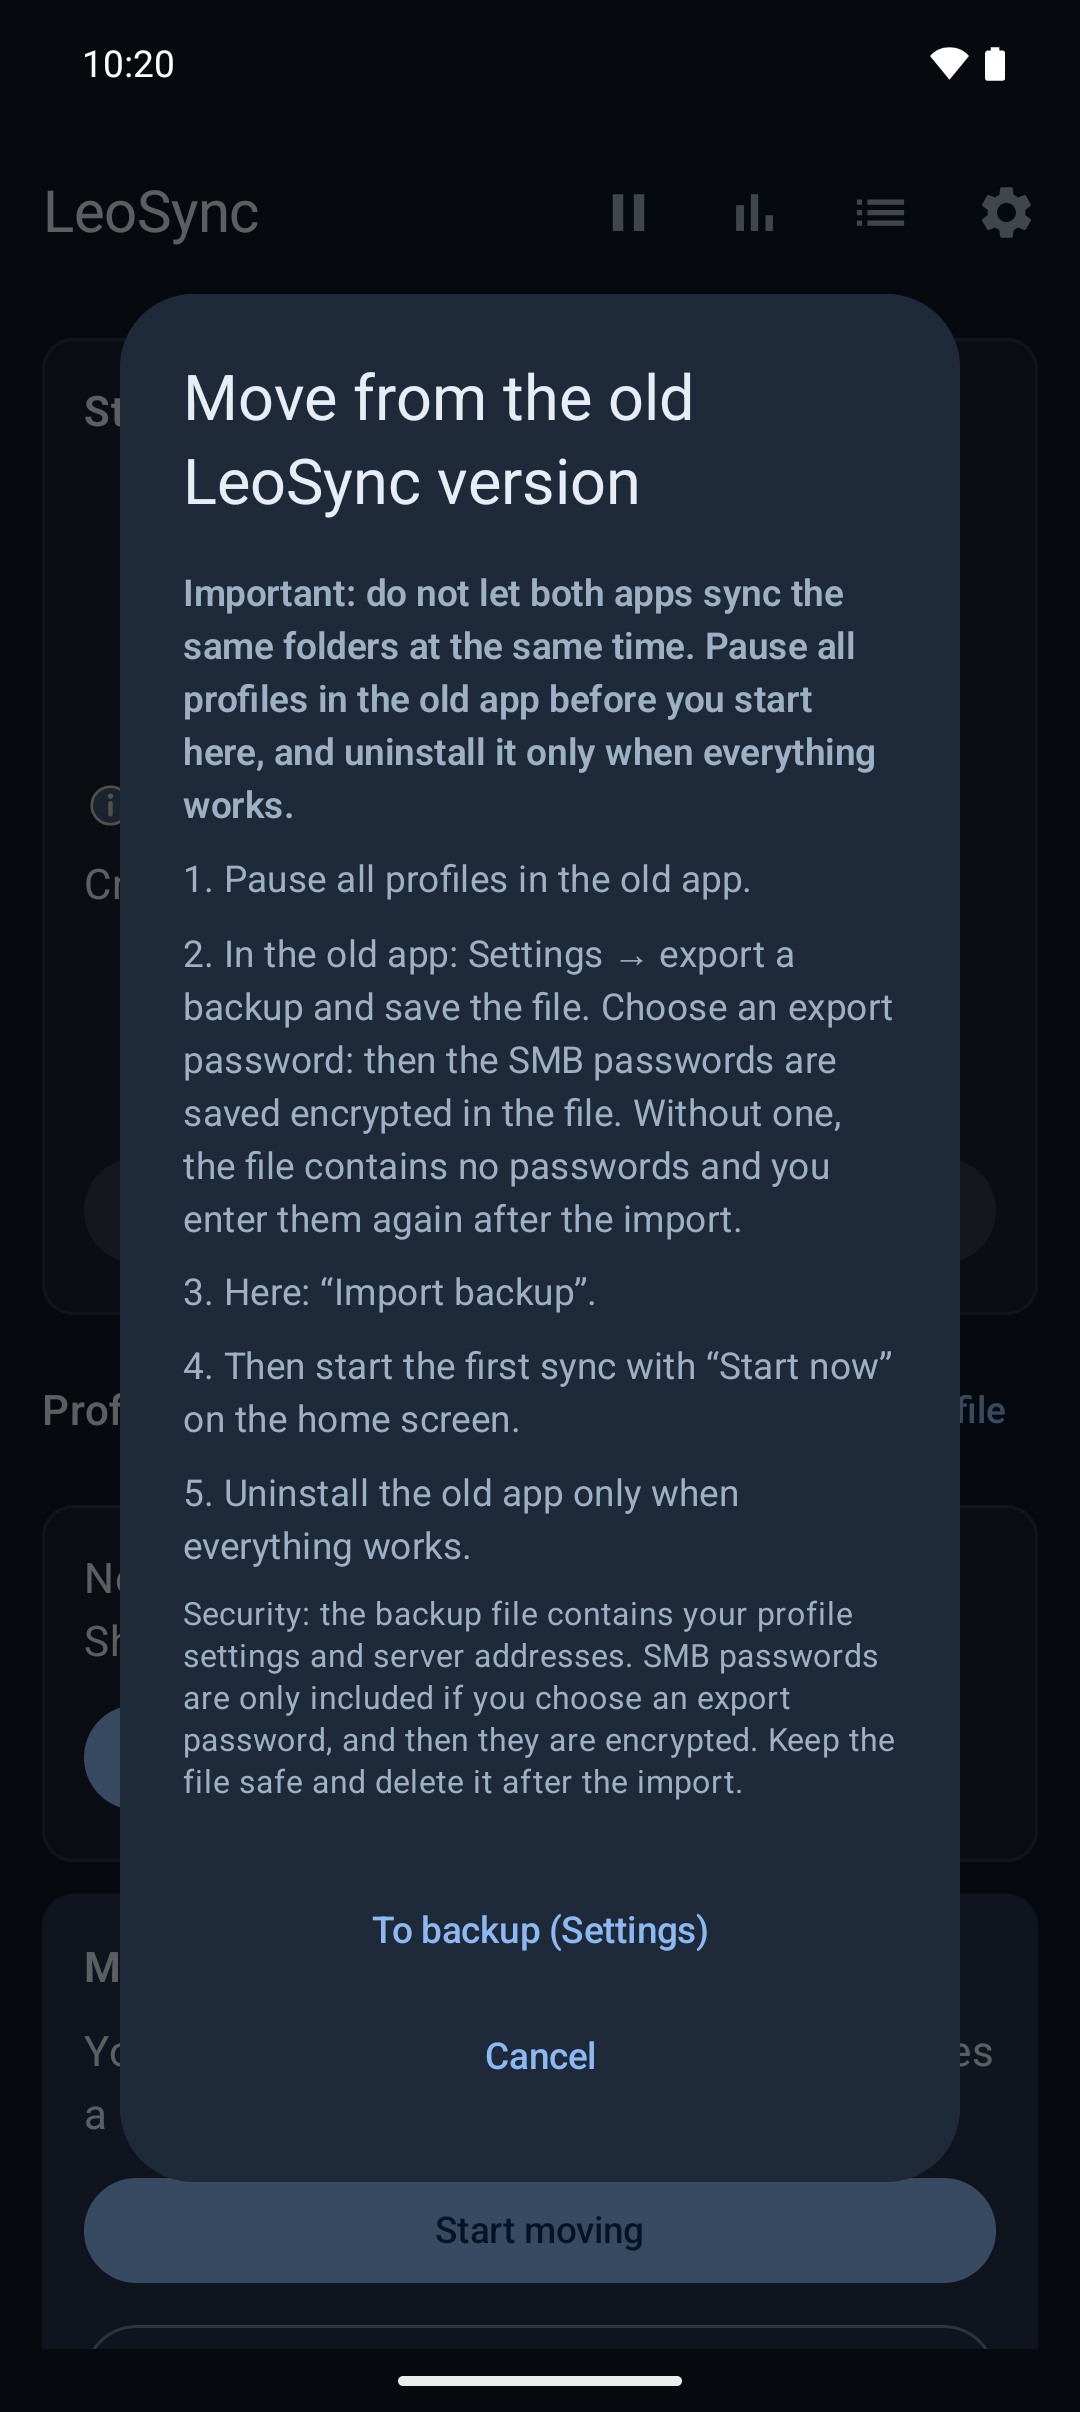 10:20
LeoSync
Move from the old
LeoSync version
Important: do not let both apps sync the
same folders at the same time. Pause all
profiles in the old app before you start
here, and uninstall it only when everything
works.
1. Pause all profiles in the old app.
2. In the old app: Settings → export a
backup and save the file. Choose an export
password: then the SMB passwords are
saved encrypted in the file. Without one,
the file contains no passwords and you
enter them again after the import.
3. Here: “Import backup”.
4. Then start the first sync with “Start now”
on the home screen.
5. Uninstall the old app only when
everything works.
Security: the backup file contains your profile
settings and server addresses. SMB passwords
are only included if you choose an export
password, and then they are encrypted. Keep the
file safe and delete it after the import.
To backup (Settings)
Cancel
a
Start moving